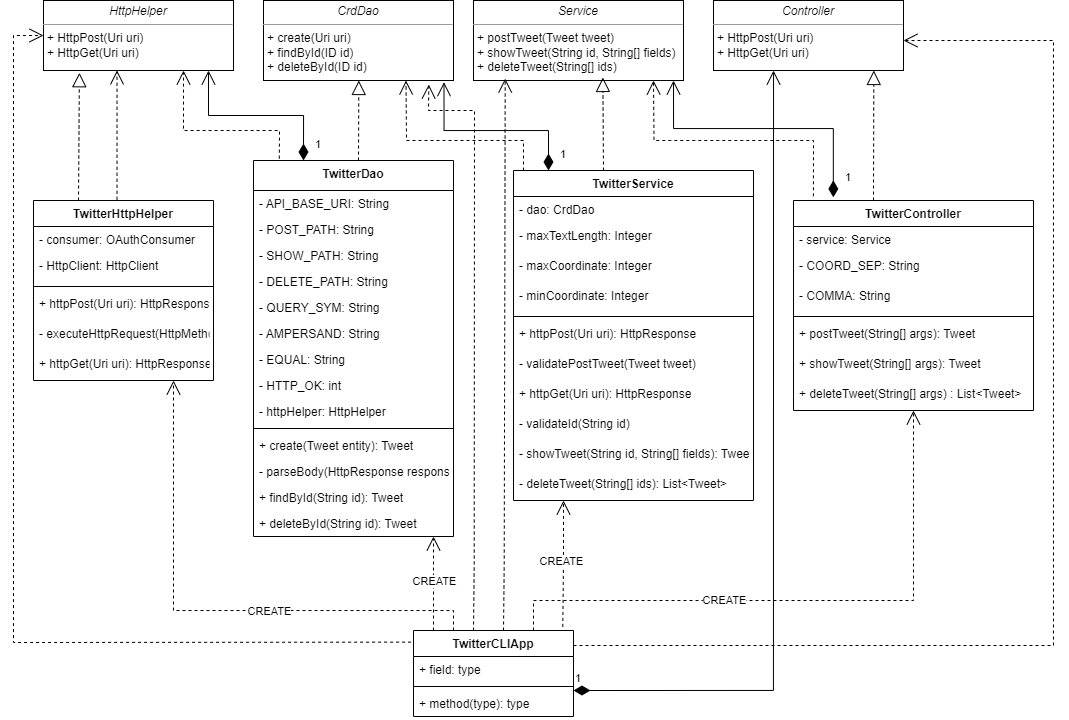 HttpHelper
+ HttpPost(Uri uri)
+ HttpGet(Uri uri)
CrdDao
+ create(Uri uri)
+ findById(ID id)
+ deleteById(ID id)
Service
+ postTweet(Tweet tweet)
+ showTweet(String id, String[] fields)
+ deleteTweet(String[] ids)
Controller
+ HttpPost(Uri uri)
+ HttpGet(Uri uri)
1
1
1
TwitterHttpHelper
- consumer: OAuthConsumer
- HttpClient: HttpClient
+ httpPost(Uri uri): HttpRespons
- executeHttpRequest(HttpMeth
+ httpGet(Uri uri): HttpResponse
TwitterDao
- API_BASE_URI: String
- POST_PATH: String
- SHOW_PATH: String
- DELETE_PATH: String
- QUERY_SYM: String
- AMPERSAND: String
- EQUAL: String
- HTTP_OK: int
- httpHelper: HttpHelper
+ create(Tweet entity): Tweet
- parseBody(HttpResponse respons
+ findById(String id): Tweet
+ deleteById(String id): Tweet
TwitterService
- dao: CrdDao
- maxTextLength: Integer
- maxCoordinate: Integer
- minCoordinate: Integer
+ httpPost(Uri uri): HttpResponse
- validatePostTweet(Tweet tweet)
+ httpGet(Uri uri): HttpResponse
- validateId(String id)
- showTweet(String id, String[] fields): Twee
- deleteTweet(String[] ids): List<Tweet>
TwitterController
- service: Service
- COORD_SEP: String
- COMMA: String
+ postTweet(String[] args): Tweet
+ showTweet(String[] args): Tweet
+ deleteTweet(String[] args) : List<Tweet>
CREATE
CREATE
CREATE
CREATE
TwitterCLIApp
+ field: type
+ method(type): type
1